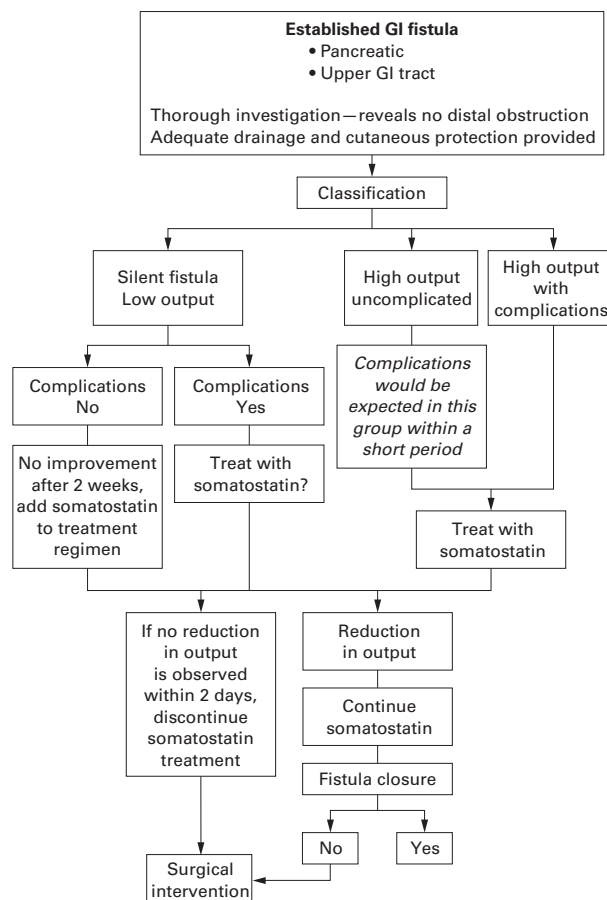 Established GI fistula
• Pancreatic
• Upper GI tract
Thorough investigation—reveals no distal obstruction
Adequate drainage and cutaneous protection provided
Classification
Silent fistula
Low output
High output
uncomplicated
High output
with
complications
Complications
No
Complications
Yes
Complications
would be
expected in this
group within a
short period
No improvement
after 2 weeks,
add somatostatin
to treatment
regimen
Treat with
somatostatin?
Treat with
somatostatin
If no reduction
in output
is observed
within 2 days,
discontinue
somatostatin
treatment
Reduction
in output
Continue
somatostatin
Fistula closure
No
Yes
Surgical
intervention